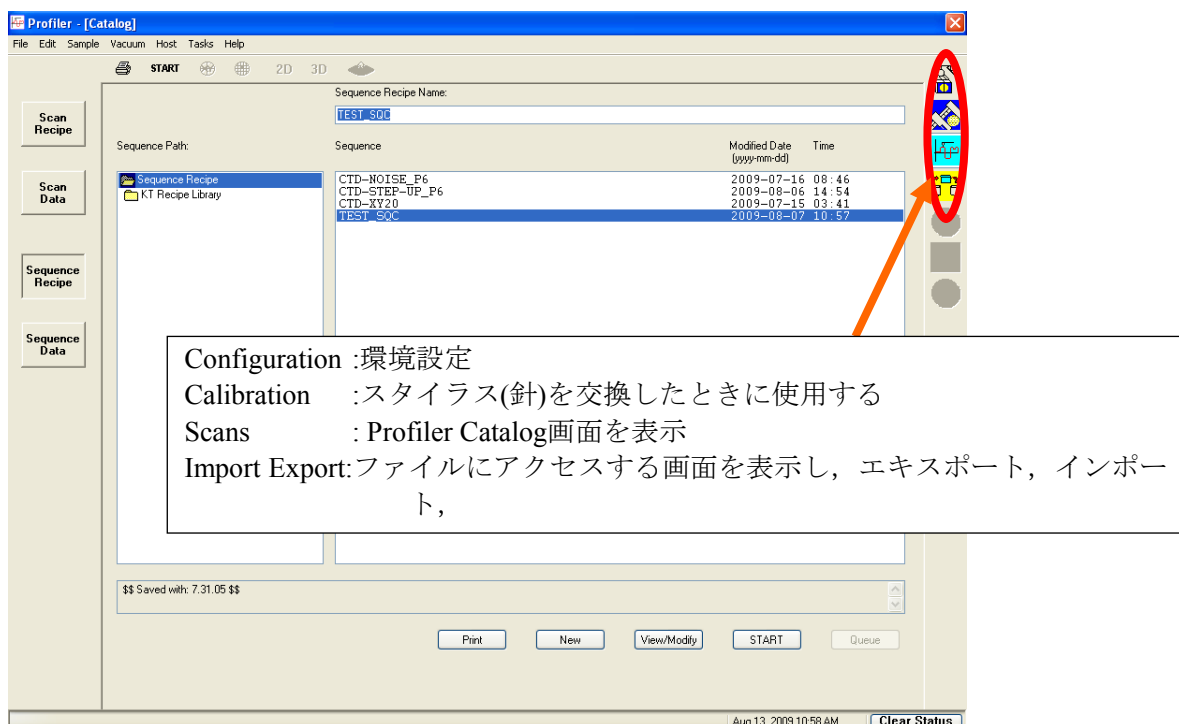 Profiler - [Catalog]
File Edit Sample Vacuum Host Tasks Help
START 2D 3D
Scan
Recipe
Scan
Data
Sequence
Recipe
Sequence
Data
Sequence Recipe Name:
TEST_SQC
Sequence Path:
Sequence Recipe
KT Recipe Library
Sequence Modified Date Time
(yyyy-mm-dd)
CTD-NOISE_P6 2009-07-16 08:46
CTD-STEP-UP_P6 2009-08-06 14:54
CTD-XY20 2009-07-15 03:41
TEST_SQC 2009-08-07 10:57
Configuration :環境設定
Calibration :スタイラス(針)を交換したときに使用する
Scans : Profiler Catalog画面を表示
Import Export:ファイルにアクセスする画面を表示し，エキスポート，インポー
ト，
$$ Saved with: 7.31.05 $$
Print New View/Modify START Queue
Aug 13, 2009 10:58 AM Clear Status